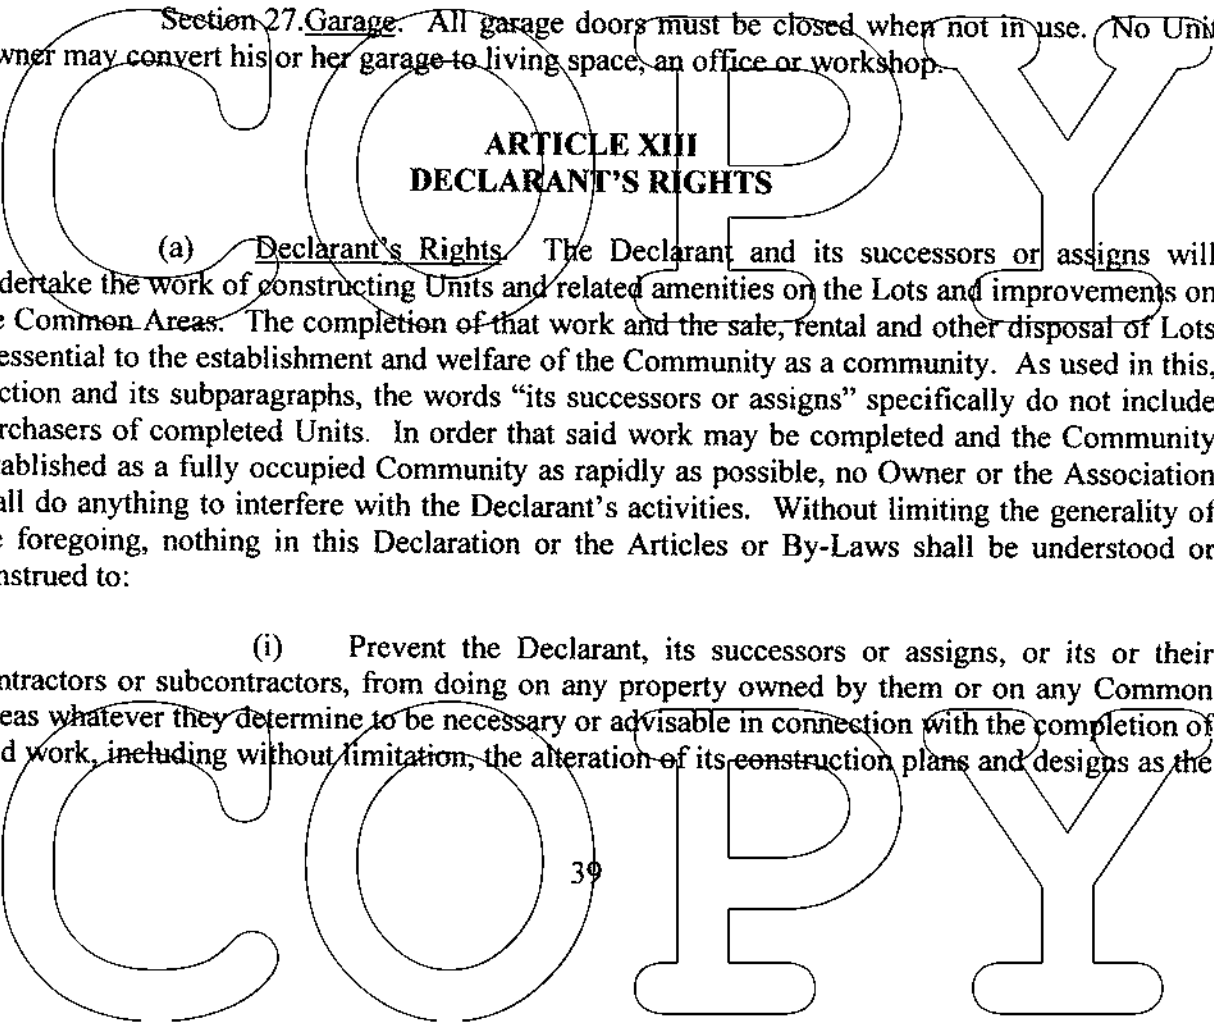 Section 27.Garage. All garage doors must be closed when not in use. No Unit
wner may convert his or her garage to living space, an office or workshop.
ARTICLE XIII
DECLARANT'S RIGHTS
(a) Declarant's Rights. The Declarant and its successors or assigns will
dertake the work of constructing Units and related amenities on the Lots and improvements on
e Common Areas. The completion of that work and the sale, rental and other disposal of Lots
essential to the establishment and welfare of the Community as a community. As used in this,
ction and its subparagraphs, the words “its successors or assigns” specifically do not include
rchasers of completed Units. In order that said work may be completed and the Community
tablished as a fully occupied Community as rapidly as possible, no Owner or the Association
all do anything to interfere with the Declarant's activities. Without limiting the generality of
e foregoing, nothing in this Declaration or the Articles or By-Laws shall be understood or
nstrued to:
(i) Prevent the Declarant, its successors or assigns, or its or their
ntractors or subcontractors, from doing on any property owned by them or on any Common
eas whatever they determine to be necessary or advisable in connection with the completion of
d work, including without limitation, the alteration of its construction plans and designs as the
39
COPY
COPY